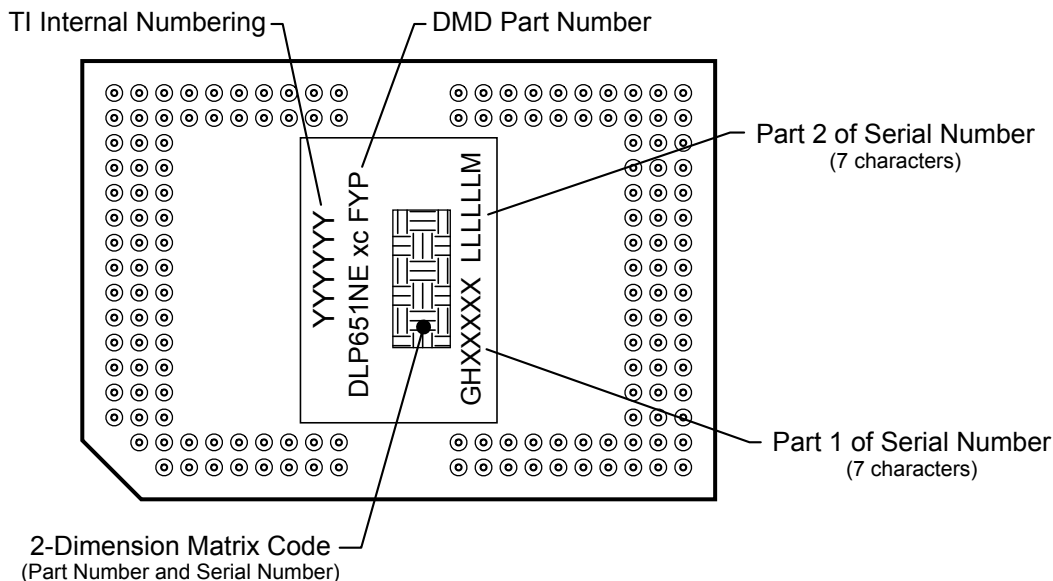 TI Internal Numbering
DMD Part Number
Part 2 of Serial Number
(7 characters)
YYYYYYY
DLP651NE xc FYP
GHXXXXX LLLLLLM
Part 1 of Serial Number
(7 characters)
2-Dimension Matrix Code
(Part Number and Serial Number)